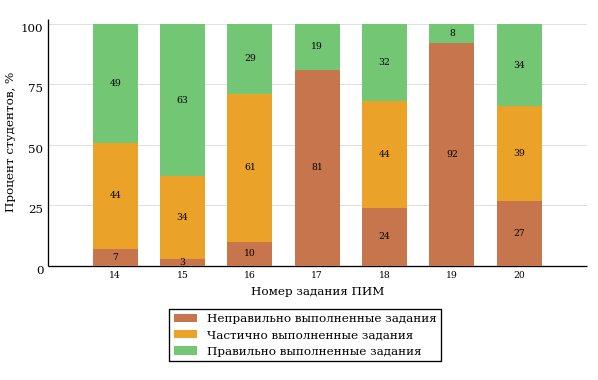 Процент студентов, %
100
75
50
25
0
49 63 29 19 32 8 34
44 34 61 81 44 92 39
7 3 10 24 27
14 15 16 17 18 19 20
Номер задания ПИМ
Неправильно выполненные задания
Частично выполненные задания
Правильно выполненные задания